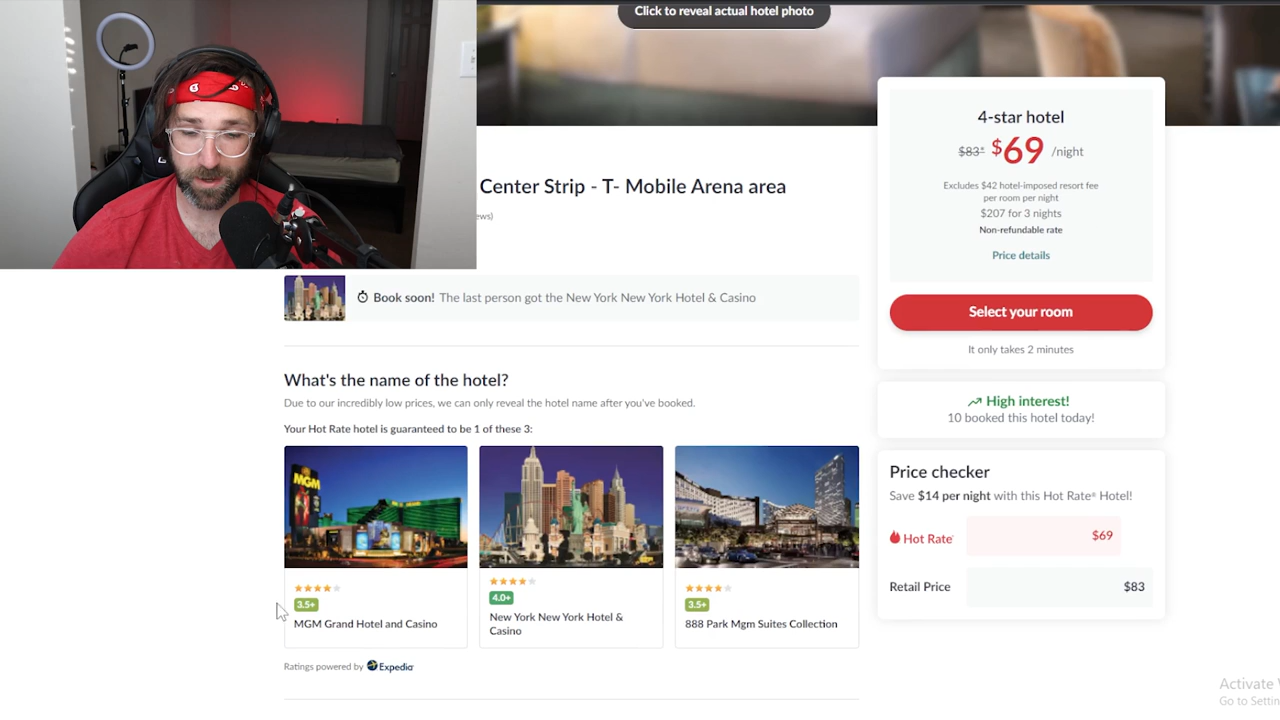 Click to reveal actual hotel photo
Center Strip - T- Mobile Arena area
ews)
Book soon! The last person got the New York New York Hotel & Casino
What's the name of the hotel?
Due to our incredibly low prices, we can only reveal the hotel name after you've booked.
Your Hot Rate hotel is guaranteed to be 1 of these 3:
MGM
3.5+
MGM Grand Hotel and Casino
4.0+
New York New York Hotel &
Casino
3.5+
888 Park Mgm Suites Collection
Ratings powered by Expedia
4-star hotel
$83* $69 /night
Excludes $42 hotel-imposed resort fee
per room per night
$207 for 3 nights
Non-refundable rate
Price details
Select your room
It only takes 2 minutes
High interest!
10 booked this hotel today!
Price checker
Save $14 per night with this Hot Rate® Hotel!
Hot Rate® $69
Retail Price $83
Activate
Go to Settin